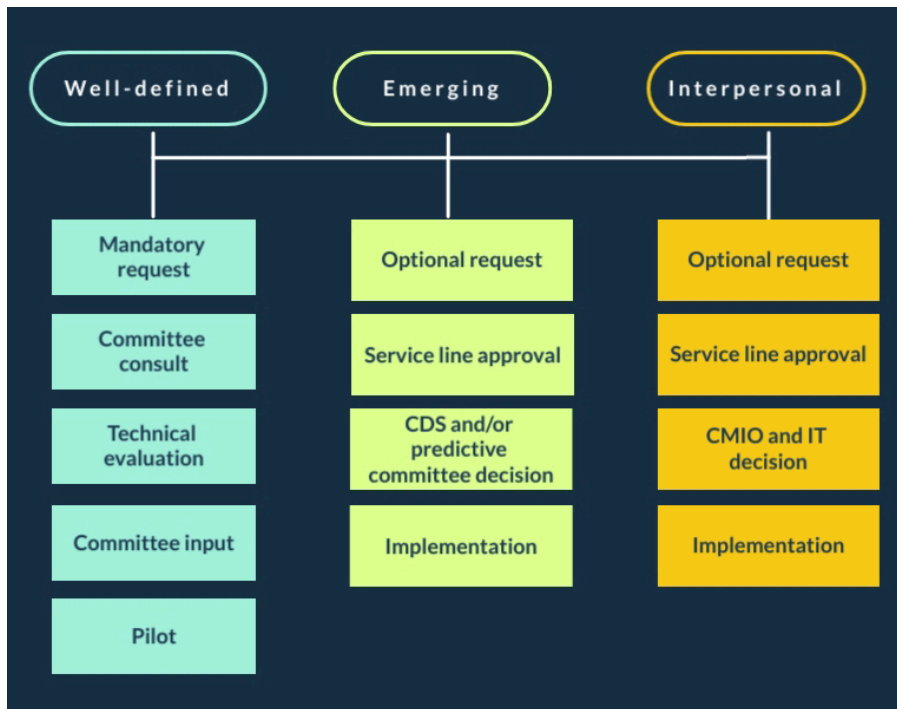 Well-defined
Emerging
Interpersonal
Mandatory
request
Committee
consult
Technical
evaluation
Committee input
Pilot
Optional request
Service line approval
CDS and/or
predictive
committee decision
Implementation
Optional request
Service line approval
CMIO and IT
decision
Implementation